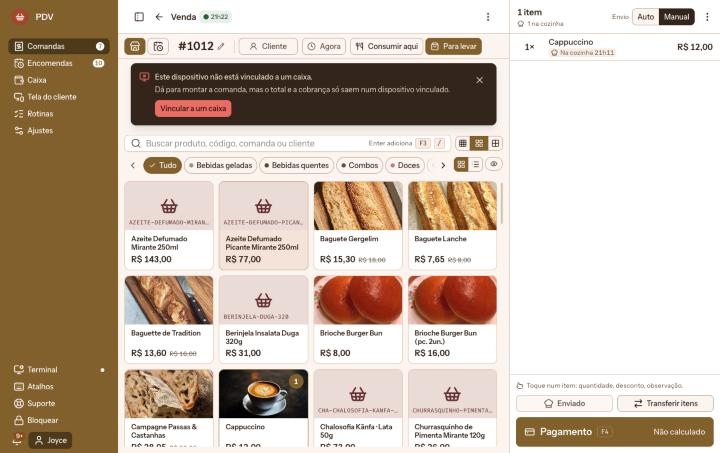 PDV
Comandas 7
Encomendas 10
Caixa
Tela do cliente
Rotinas
Ajustes
Terminal
Atalhos
Suporte
Bloquear
9+ Joyce
Venda 21h22
#1012 Cliente Agora Consumir aqui Para levar
Este dispositivo não está vinculado a um caixa.
Dá para montar a comanda, mas o total e a cobrança só saem num dispositivo vinculado.
Vincular a um caixa
Buscar produto, código, comanda ou cliente Enter adiciona F3 /
Tudo Bebidas geladas Bebidas quentes Combos Doces
AZEITE-DEFUMADO-MIRAN…
Azeite Defumado
Mirante 250ml
R$ 143,00
AZEITE-DEFUMADO-PICAN…
Azeite Defumado
Picante Mirante 250ml
R$ 77,00
Baguete Gergelim
R$ 15,30 R$ 18,00
Baguete Lanche
R$ 7,65 R$ 9,00
Baguette de Tradition
R$ 13,60 R$ 16,00
BERINJELA-DUGA-320
Berinjela Insalata Duga
320g
R$ 31,00
Brioche Burger Bun
R$ 8,00
Brioche Burger Bun
(pc. 2un.)
R$ 16,00
Campagne Passas &
Castanhas
1
Cappuccino
CHA-CHALOSOFIA-KANFA-…
Chalosofia Kãnfa · Lata
50g
CHURRASQUINHO-PIMENTA…
Churrasquinho de
Pimenta Mirante 120g
1 item
1 na cozinha
Envio Auto Manual
1× Cappuccino R$ 12,00
Na cozinha 21h11
Toque num item: quantidade, desconto, observação.
Enviado Transferir itens
Pagamento F4 Não calculado